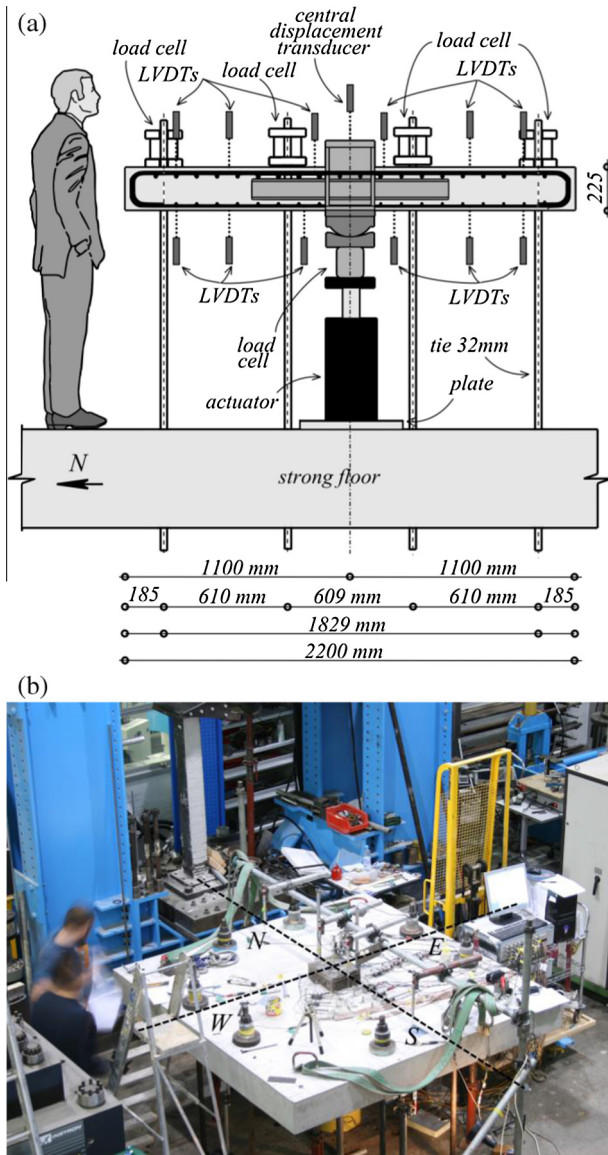 (a)
central
displacement
transducer
load cell
LVDTs
load cell
load cell
LVDTs
225
LVDTs
LVDTs
load
cell
actuator
tie 32mm
plate
N
strong floor
1100 mm
1100 mm
185
610 mm
609 mm
610 mm
185
1829 mm
2200 mm
(b)
N
E
W
S
INSTRON